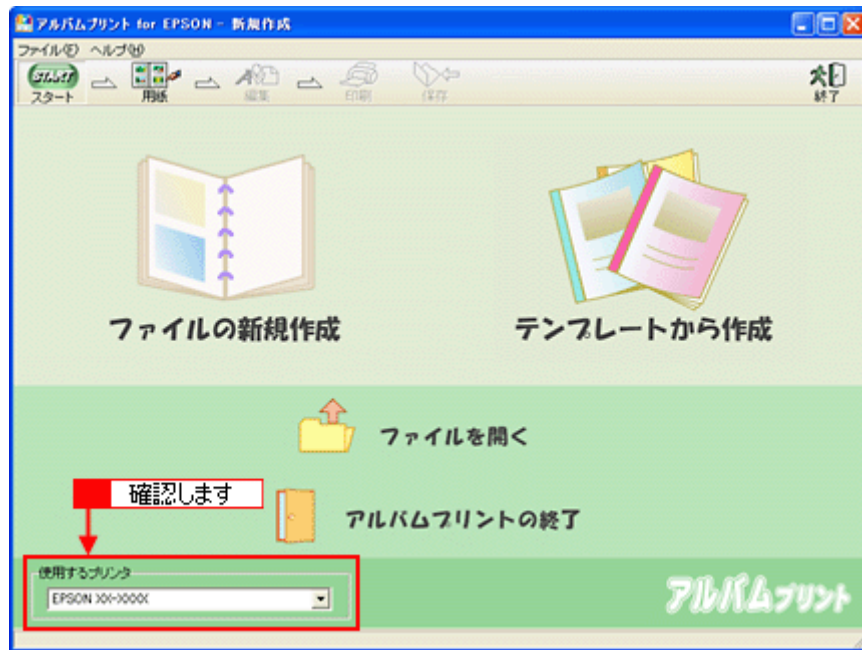 アルバムプリント for EPSON - 新規作成
ファイル(F) ヘルプ(H)
START
スタート 用紙 編集 印刷 保存 終了
ファイルの新規作成 テンプレートから作成
ファイルを開く
確認します
アルバムプリントの終了
使用するプリンタ
EPSON XX-XXXX
アルバムプリント